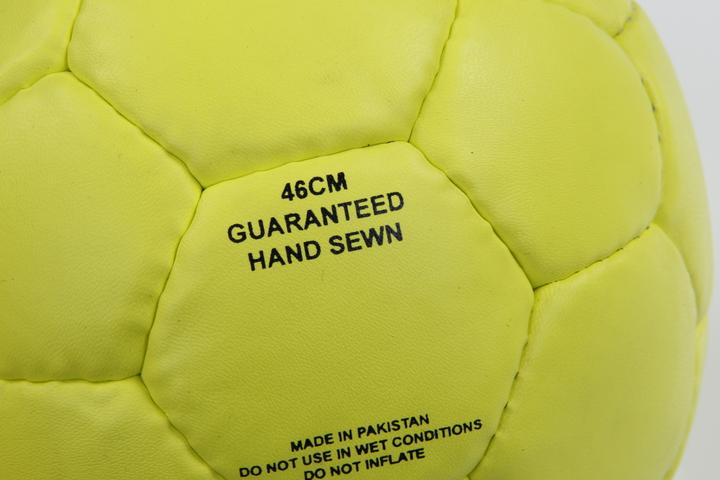 46CM
GUARANTEED
HAND SEWN
MADE IN PAKISTAN
DO NOT USE IN WET CONDITIONS
DO NOT INFLATE